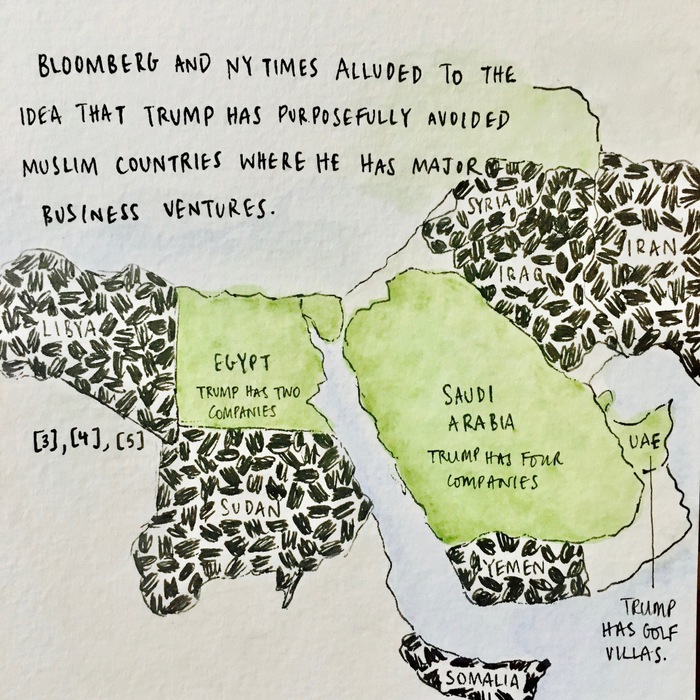 BLOOMBERG AND NY TIMES ALLUDED TO THE
IDEA THAT TRUMP HAS PURPOSEFULLY AVOIDED
MUSLIM COUNTRIES WHERE HE HAS MAJOR
BUSINESS VENTURES.
SYRIA
IRAN
IRAQ
LIBYA
EGYPT
TRUMP HAS TWO
COMPANIES
SAUDI
ARABIA
TRUMP HAS FOUR
COMPANIES
UAE
[3], [4], [5]
SUDAN
YEMEN
TRUMP
HAS GOLF
VILLAS.
SOMALIA